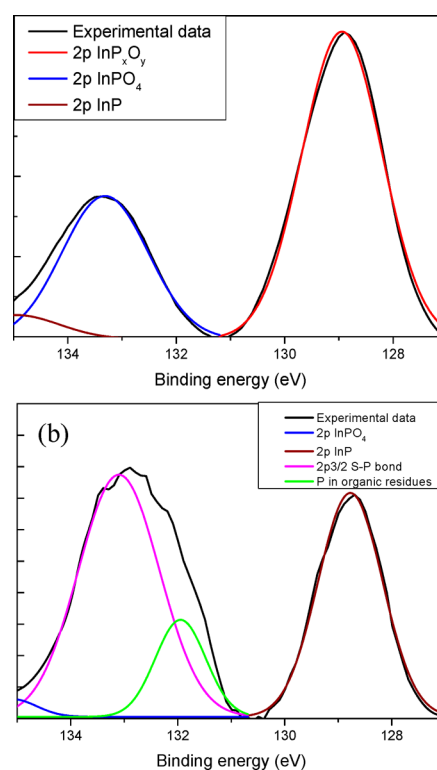 Experimental data
2p InPₓOᵧ
2p InPO₄
2p InP
134 132 130 128
Binding energy (eV)
(b)
Experimental data
2p InPO₄
2p InP
2p3/2 S-P bond
P in organic residues
134 132 130 128
Binding energy (eV)